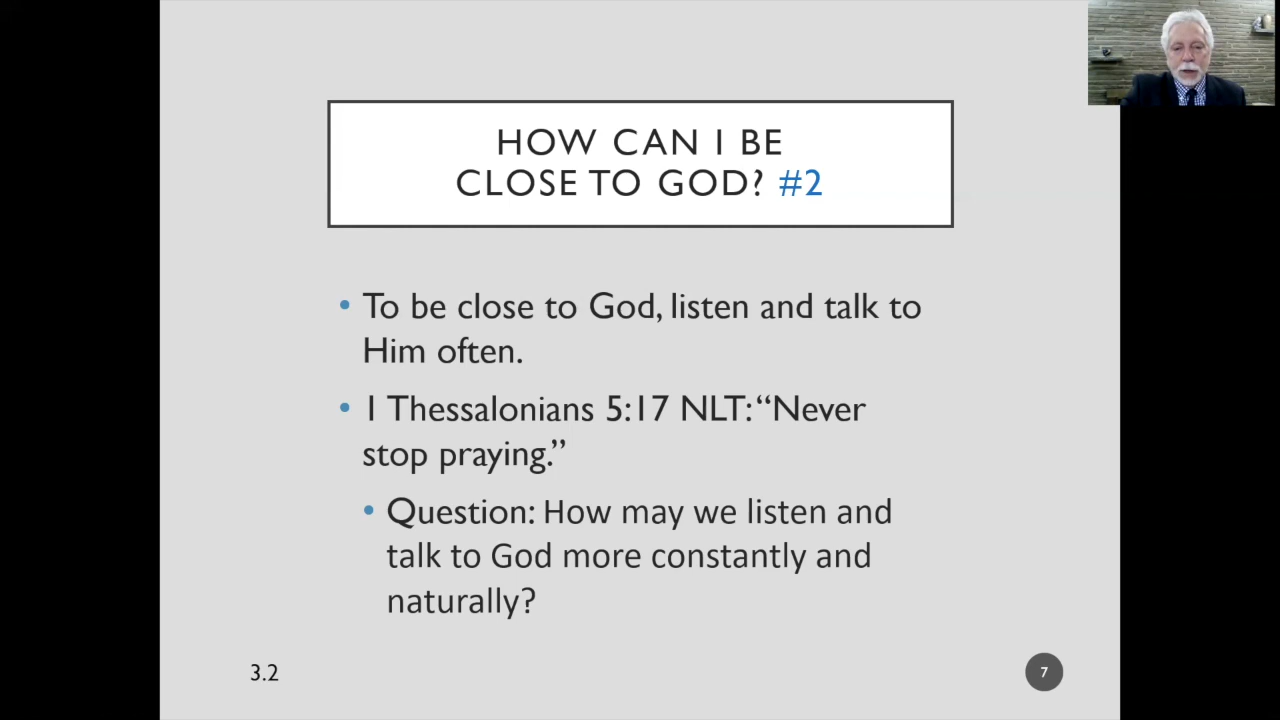 HOW CAN I BE
CLOSE TO GOD? #2
• To be close to God, listen and talk to
Him often.
• 1 Thessalonians 5:17 NLT: “Never
stop praying.”
• Question: How may we listen and
talk to God more constantly and
naturally?
3.2
7